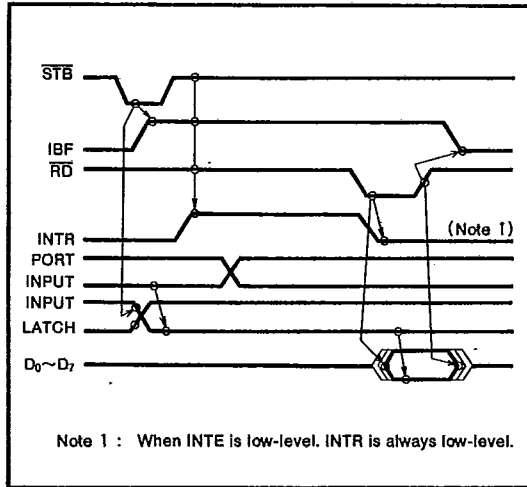 STB
IBF
RD
INTR
(Note 1)
PORT
INPUT
INPUT
LATCH
D₀~D₇
Note 1 : When INTE is low-level. INTR is always low-level.